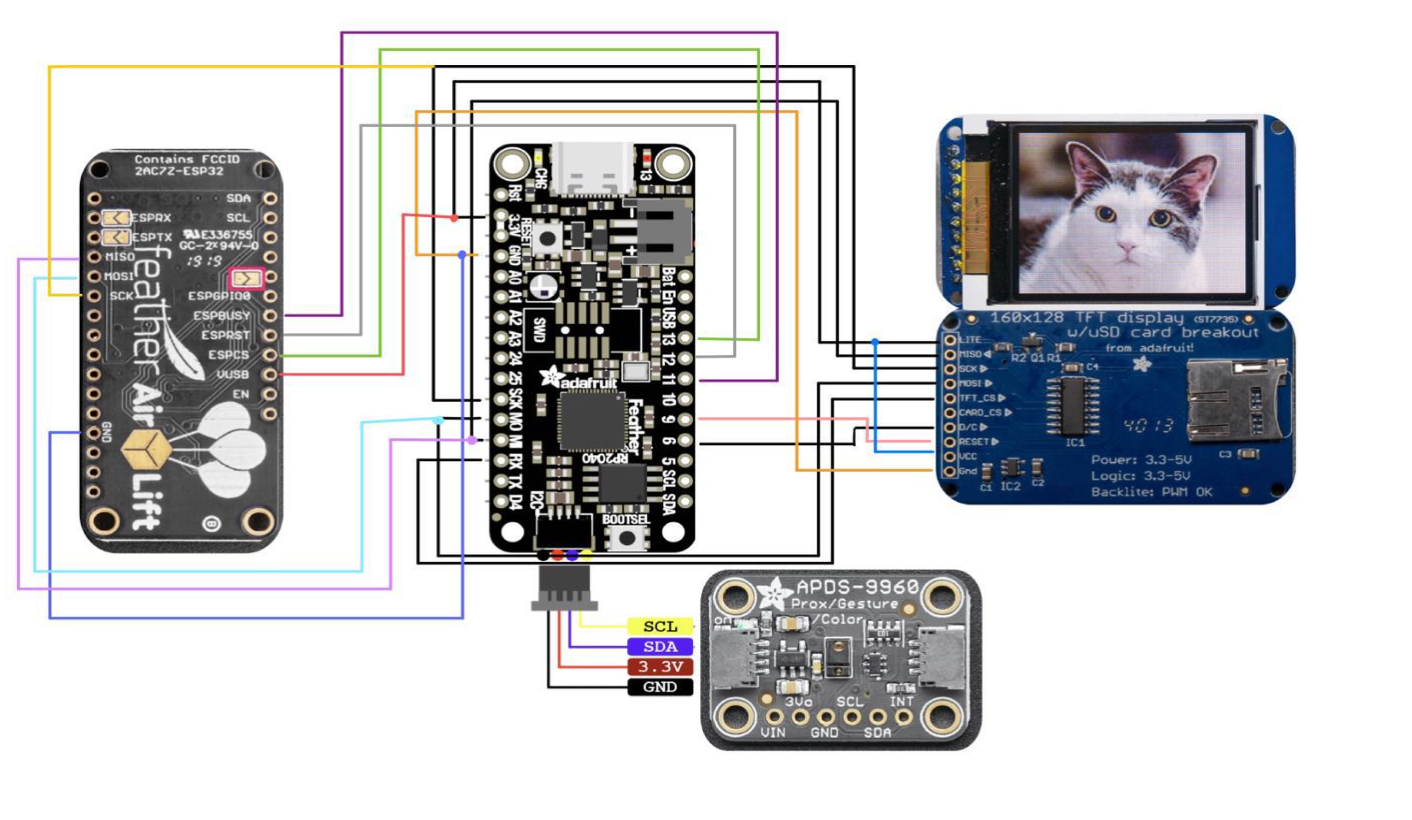 Contains FCCID
2AC7Z-ESP32
SDA
SCL
ESPRX
ESPTX
E336755
GC-2 94V-0
1313
MISO
MOSI
SCK
ESPGPIO0
ESPBUSY
ESPRST
ESPCS
VUSB
EN
GND
feather AirLift
B
CHG
13
Rst
3.3V
GND
A0
A1
A2
A3
24
25
SCK
MO
MI
RX
TX
D4
RESET
SWD
adafruit
Feather
RP2040
I2C
BOOTSEL
Bat
En
USB
13
12
11
10
9
6
5
SCL
SDA
160x128 TFT display (ST7735)
w/uSD card breakout
from adafruit!
LITE
MISO
SCK
MOSI
TFT_CS
CARD_CS
D/C
RESET
VCC
Gnd
R2 Q1 R1
C4
IC1
4013
C3
C1 IC2 C2
Power: 3.3-5V
Logic: 3.3-5V
Backlite: PWM OK
SCL
SDA
3.3V
GND
APDS-9960
Prox/Gesture
/Color
on
3Vo SCL INT
VIN GND SDA